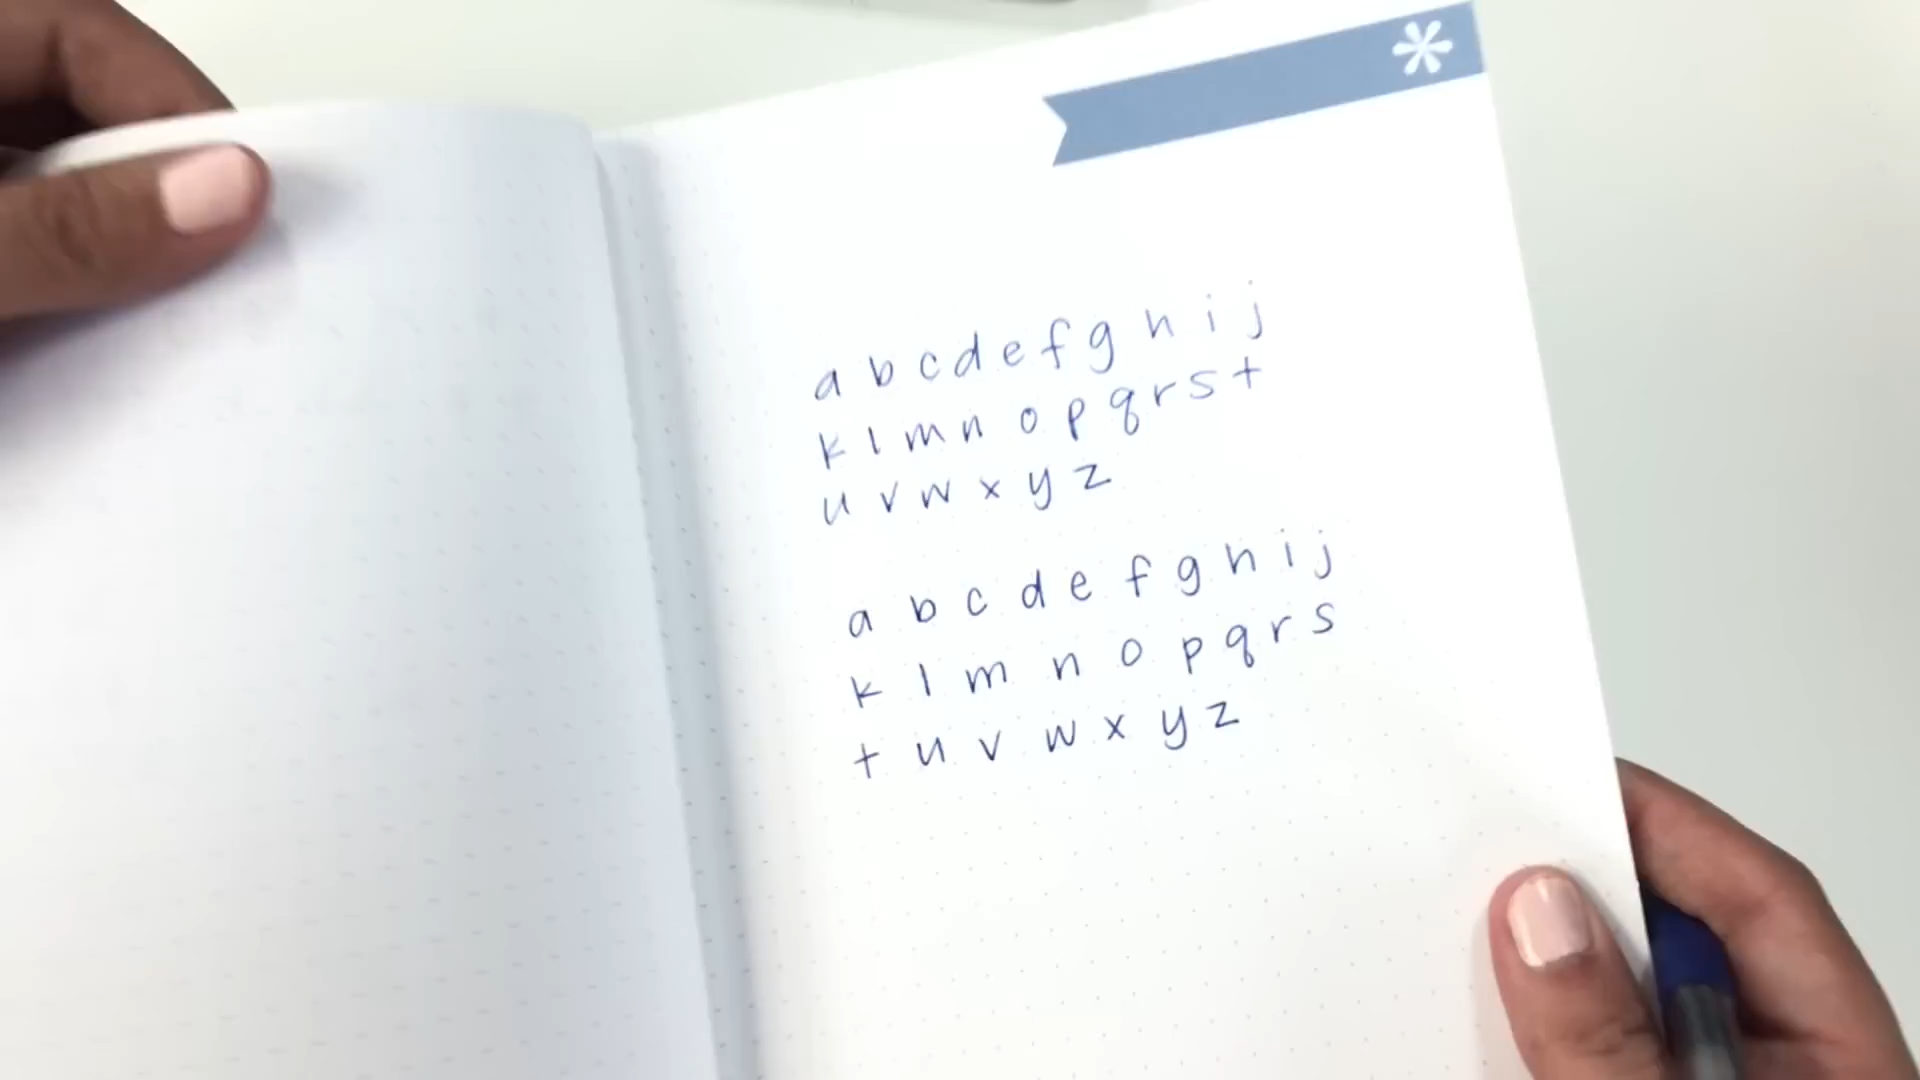 a b c d e f g h i j
k l m n o p q r s t
u v w x y z
a b c d e f g h i j
k l m n o p q r s
t u v w x y z